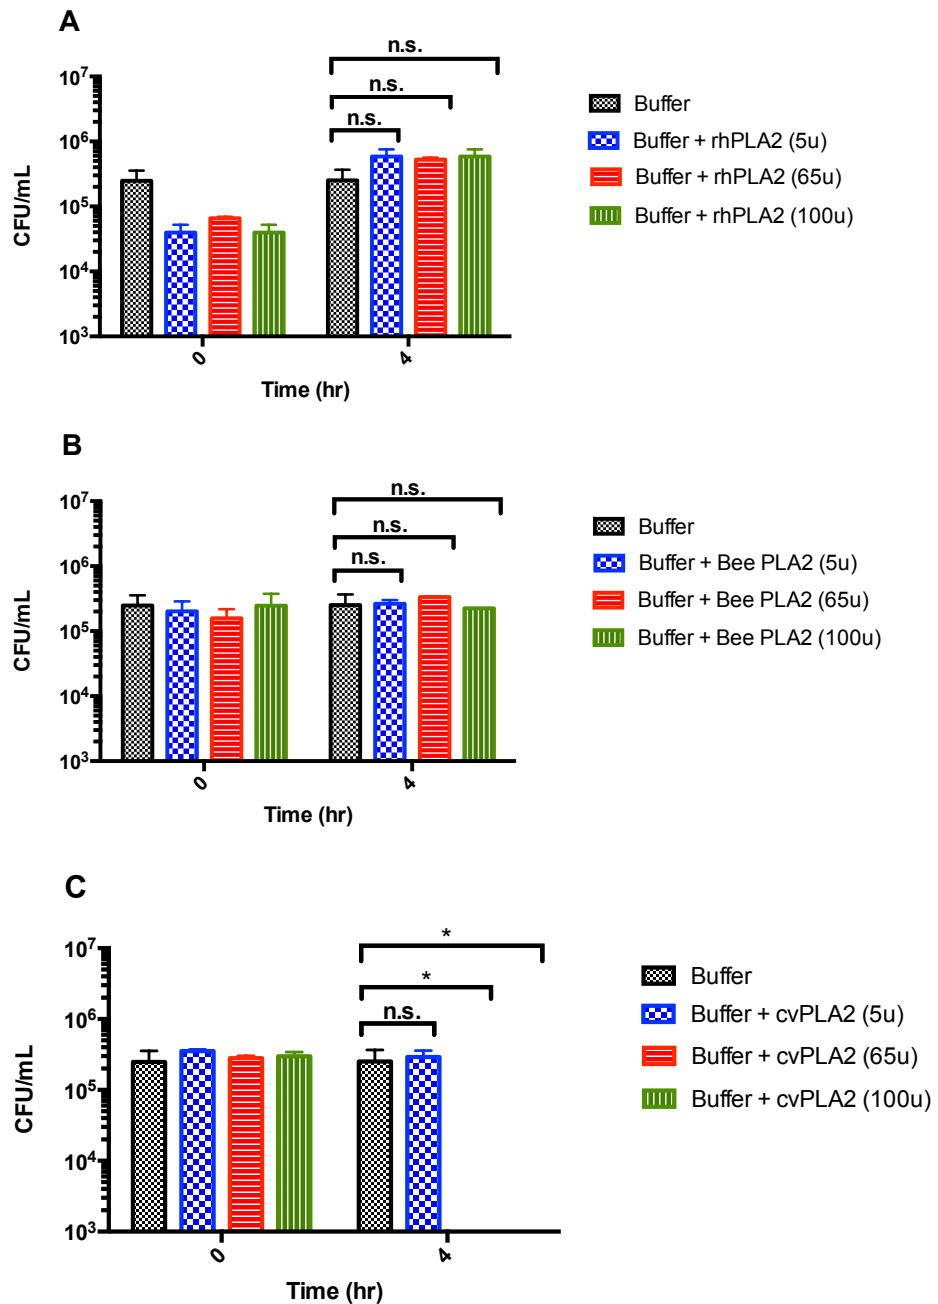 A
n.s.
n.s.
n.s.
10⁷
10⁶
10⁵
10⁴
10³
CFU/mL
0
4
Time (hr)
Buffer
Buffer + rhPLA2 (5u)
Buffer + rhPLA2 (65u)
Buffer + rhPLA2 (100u)
B
n.s.
n.s.
n.s.
10⁷
10⁶
10⁵
10⁴
10³
CFU/mL
0
4
Time (hr)
Buffer
Buffer + Bee PLA2 (5u)
Buffer + Bee PLA2 (65u)
Buffer + Bee PLA2 (100u)
C
*
*
n.s.
10⁷
10⁶
10⁵
10⁴
10³
CFU/mL
0
4
Time (hr)
Buffer
Buffer + cvPLA2 (5u)
Buffer + cvPLA2 (65u)
Buffer + cvPLA2 (100u)